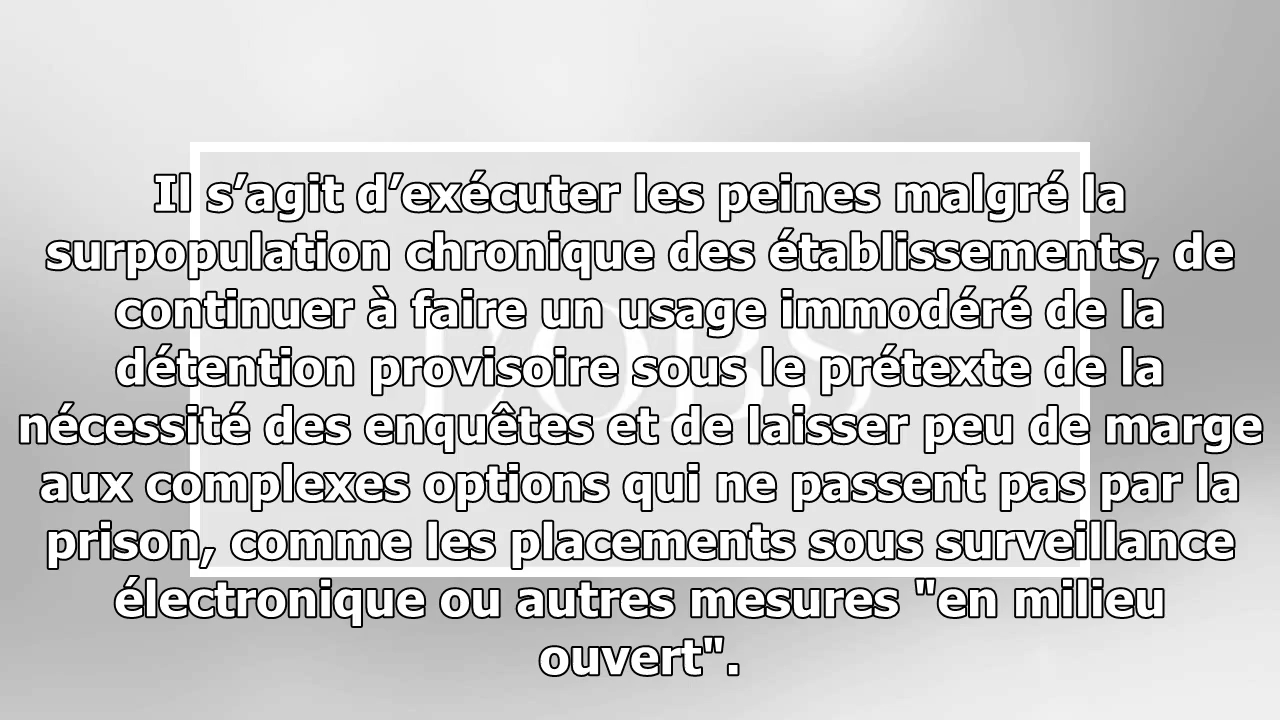 Il s’agit d’exécuter les peines malgré la
surpopulation chronique des établissements, de
continuer à faire un usage immodéré de la
détention provisoire sous le prétexte de la
nécessité des enquêtes et de laisser peu de marge
aux complexes options qui ne passent pas par la
prison, comme les placements sous surveillance
électronique ou autres mesures "en milieu
ouvert".
L'OBS